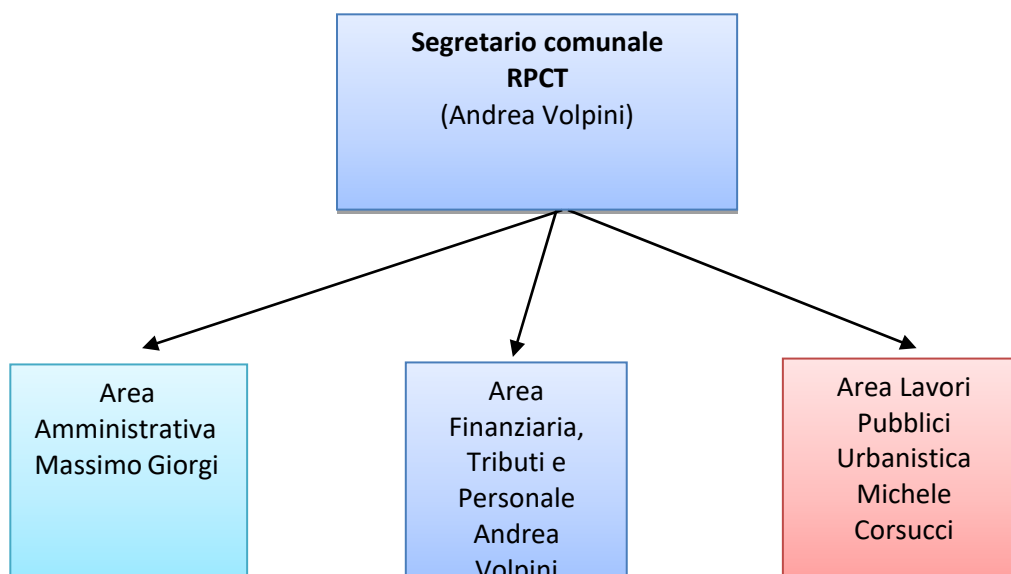 Segretario comunale
RPCT
(Andrea Volpini)
Area
Amministrativa
Massimo Giorgi
Area
Finanziaria,
Tributi e
Personale
Andrea
Volpini
Area Lavori
Pubblici
Urbanistica
Michele
Corsucci